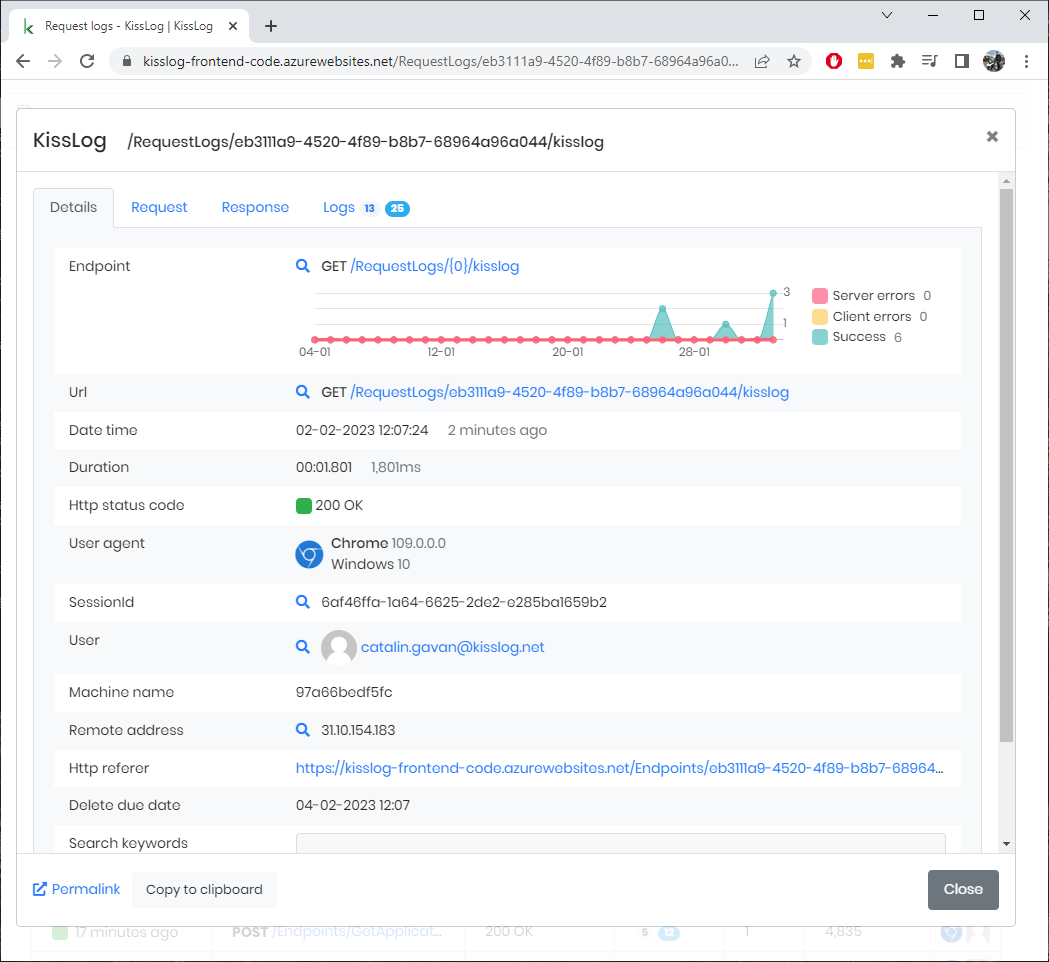 Request logs - KissLog | KissLog
kisslog-frontend-code.azurewebsites.net/RequestLogs/eb3111a9-4520-4f89-b8b7-68964a96a0...
KissLog /RequestLogs/eb3111a9-4520-4f89-b8b7-68964a96a044/kisslog
Details Request Response Logs 13 25
Endpoint GET /RequestLogs/{0}/kisslog
3
1
04-01 12-01 20-01 28-01
Server errors 0
Client errors 0
Success 6
Url GET /RequestLogs/eb3111a9-4520-4f89-b8b7-68964a96a044/kisslog
Date time 02-02-2023 12:07:24 2 minutes ago
Duration 00:01.801 1,801ms
Http status code 200 OK
User agent Chrome 109.0.0.0
Windows 10
SessionId 6af46ffa-1a64-6625-2de2-e285ba1659b2
User catalin.gavan@kisslog.net
Machine name 97a66bedf5fc
Remote address 31.10.154.183
Http referer https://kisslog-frontend-code.azurewebsites.net/Endpoints/eb3111a9-4520-4f89-b8b7-68964...
Delete due date 04-02-2023 12:07
Search keywords
Permalink Copy to clipboard Close
17 minutes ago POST /Endpoints/GetApplicat... 200 OK 5 12 1 4,835